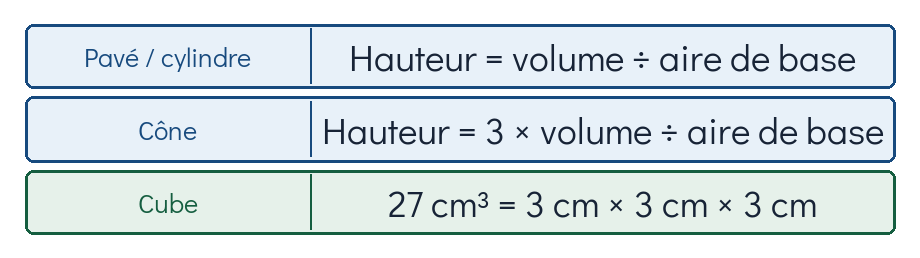 Pavé / cylindre
Hauteur = volume ÷ aire de base
Cône
Hauteur = 3 × volume ÷ aire de base
Cube
27 cm³ = 3 cm × 3 cm × 3 cm